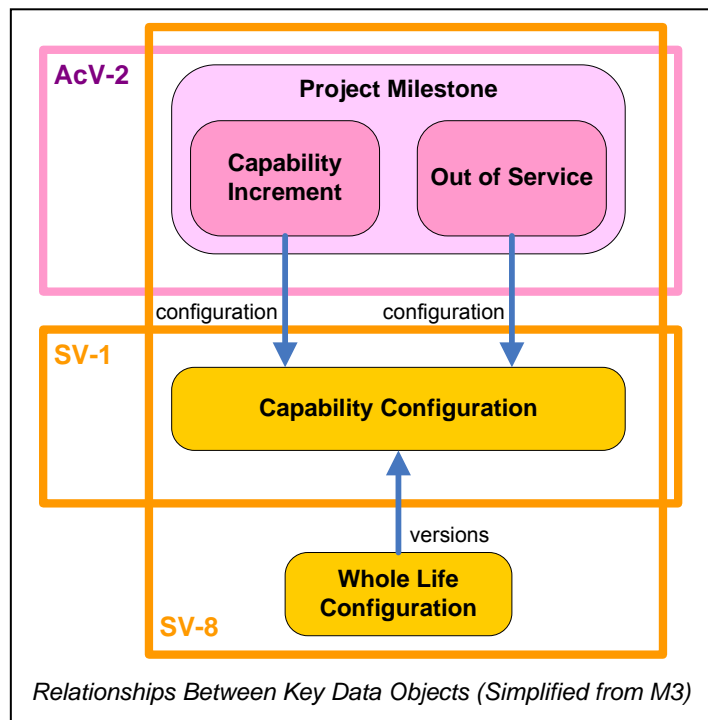 AcV-2
Project Milestone
Capability
Increment
Out of Service
configuration
configuration
SV-1
Capability Configuration
versions
Whole Life
Configuration
SV-8
Relationships Between Key Data Objects (Simplified from M3)